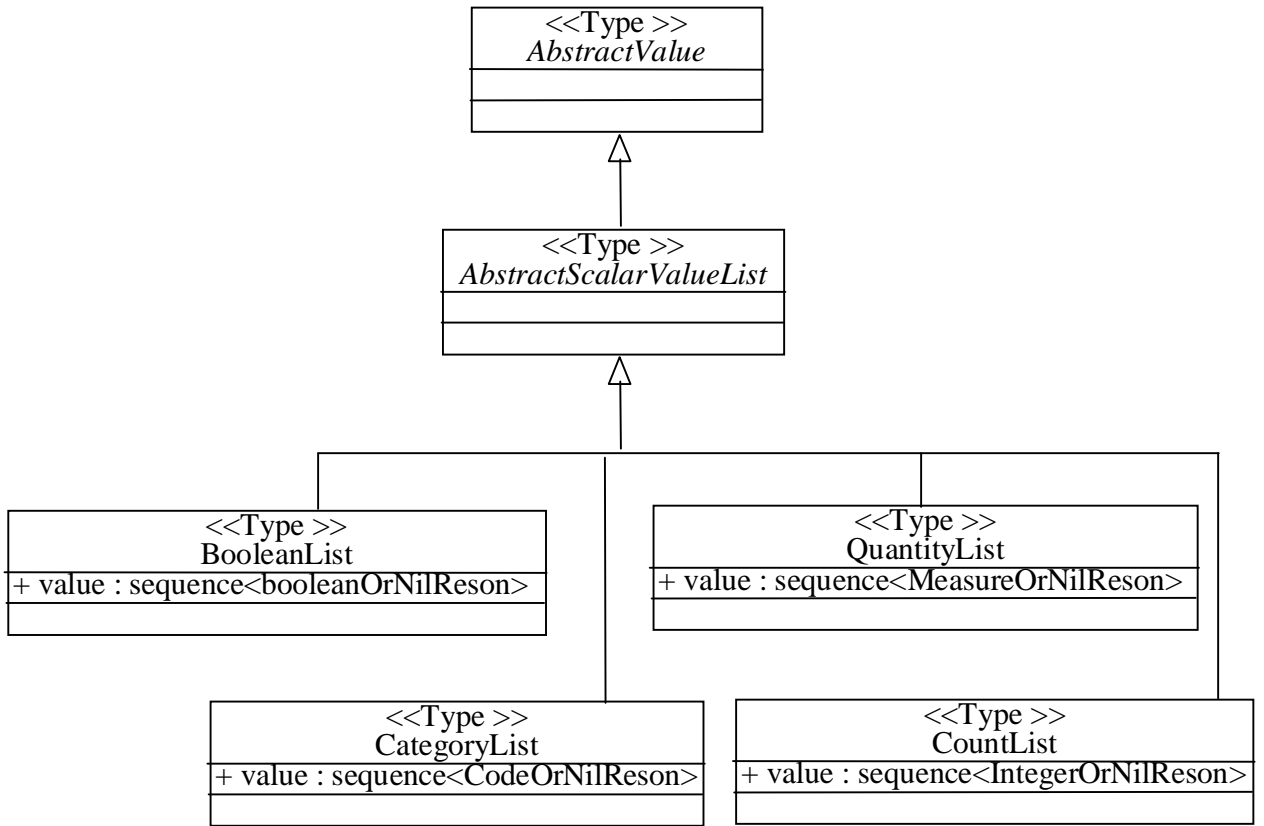 <<Type >>
AbstractValue
<<Type >>
AbstractScalarValueList
<<Type >>
BooleanList
+ value : sequence<booleanOrNilReson>
<<Type >>
QuantityList
+ value : sequence<MeasureOrNilReson>
<<Type >>
CategoryList
+ value : sequence<CodeOrNilReson>
<<Type >>
CountList
+ value : sequence<IntegerOrNilReson>